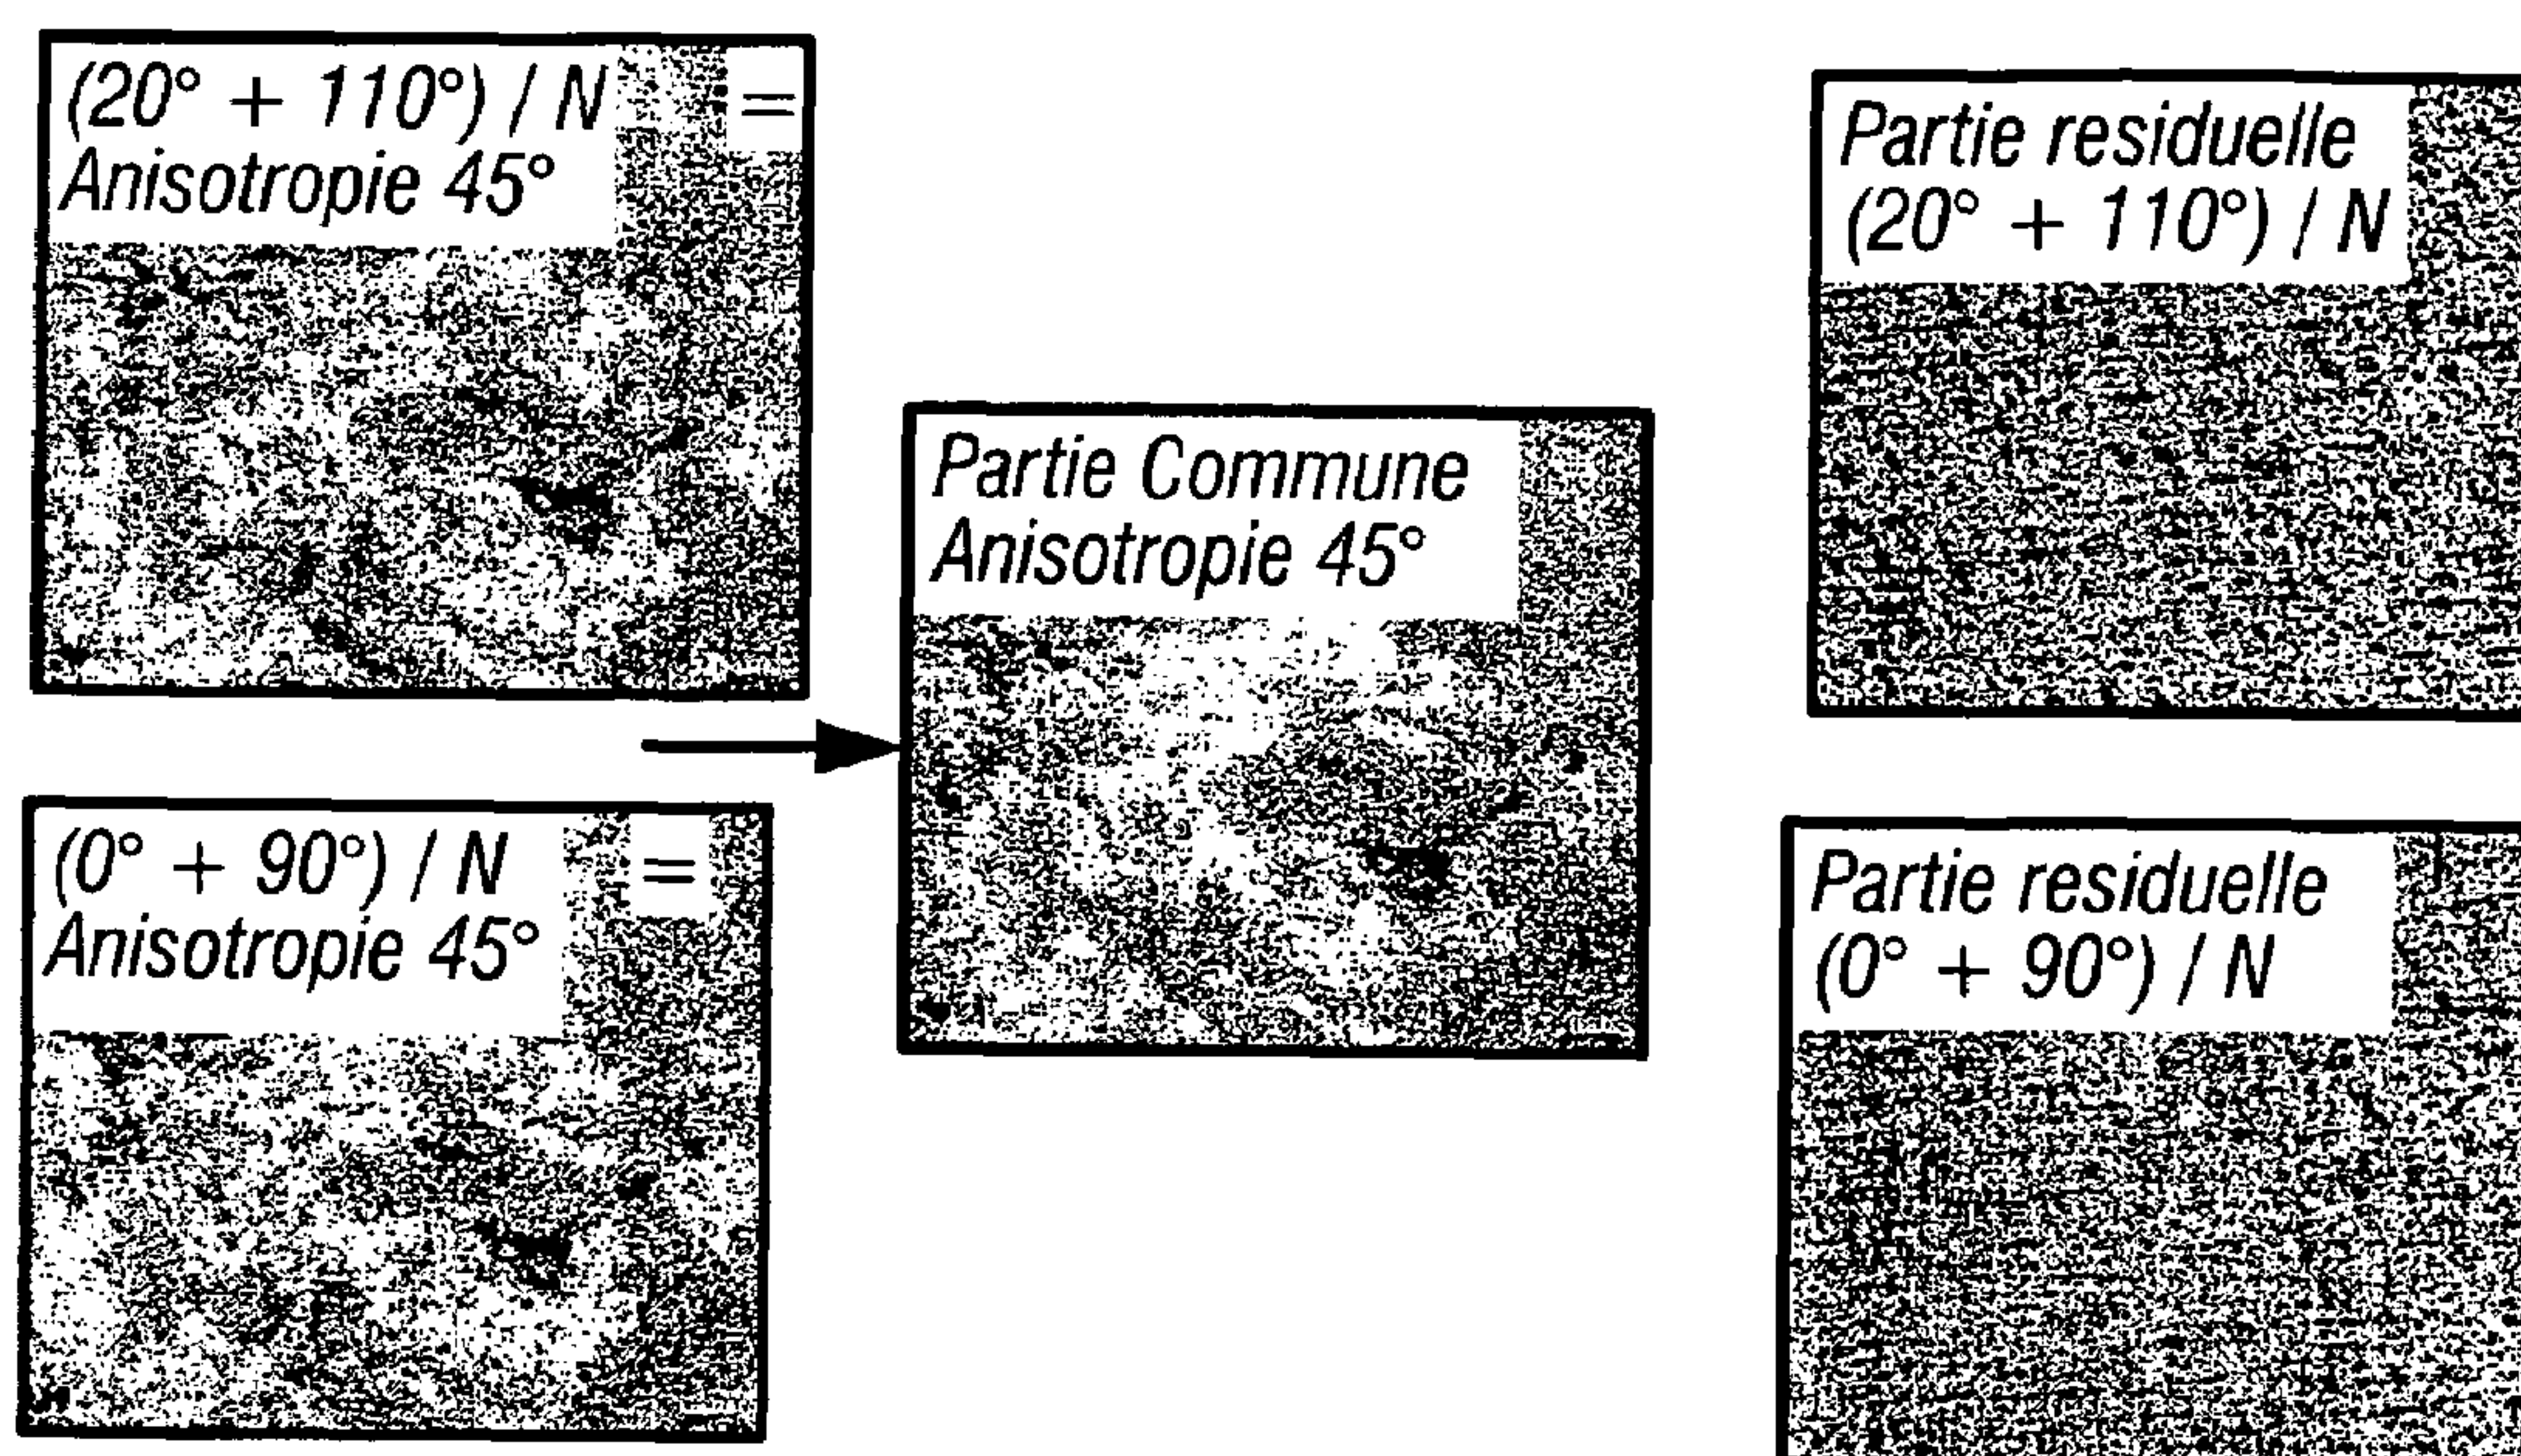 (20° + 110°) / N =
Anisotropie 45°
(0° + 90°) / N =
Anisotropie 45°
Partie Commune
Anisotropie 45°
Partie residuelle
(20° + 110°) / N
Partie residuelle
(0° + 90°) / N